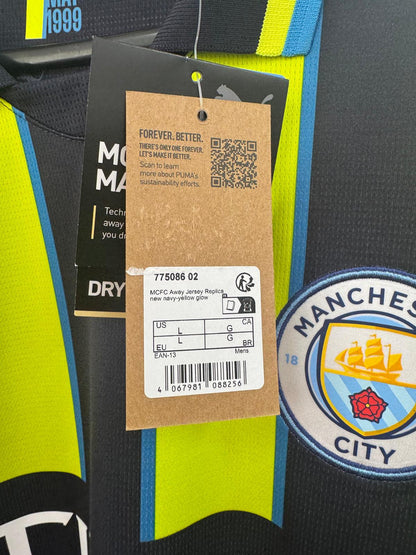 MAY
1999
FOREVER. BETTER.
THERE'S ONLY ONE FOREVER.
LET'S MAKE IT BETTER.
Scan to learn
more about PUMA's
sustainability efforts.
MC
MA
Techn
away
you d
DRY
775086 02
MCFC Away Jersey Replica
new navy-yellow glow
US L G CA
EU L G BR
EAN-13 Mens
4 067981 088256
MANCHES
18
CITY